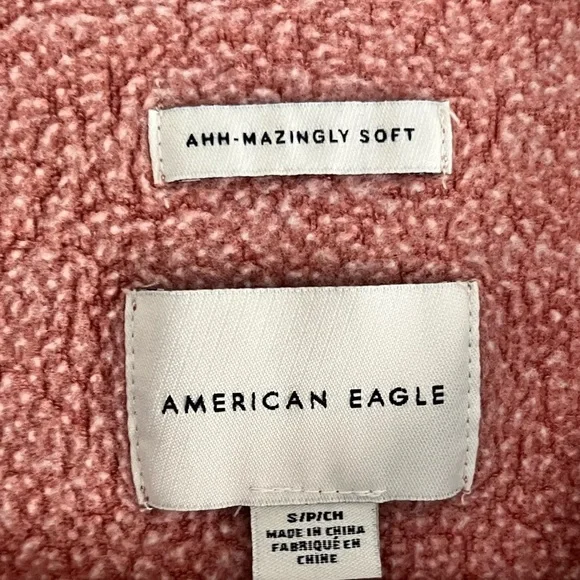 AHH-MAZINGLY SOFT
AMERICAN EAGLE
S/P/CH
MADE IN CHINA
FABRIQUÉ EN
CHINE